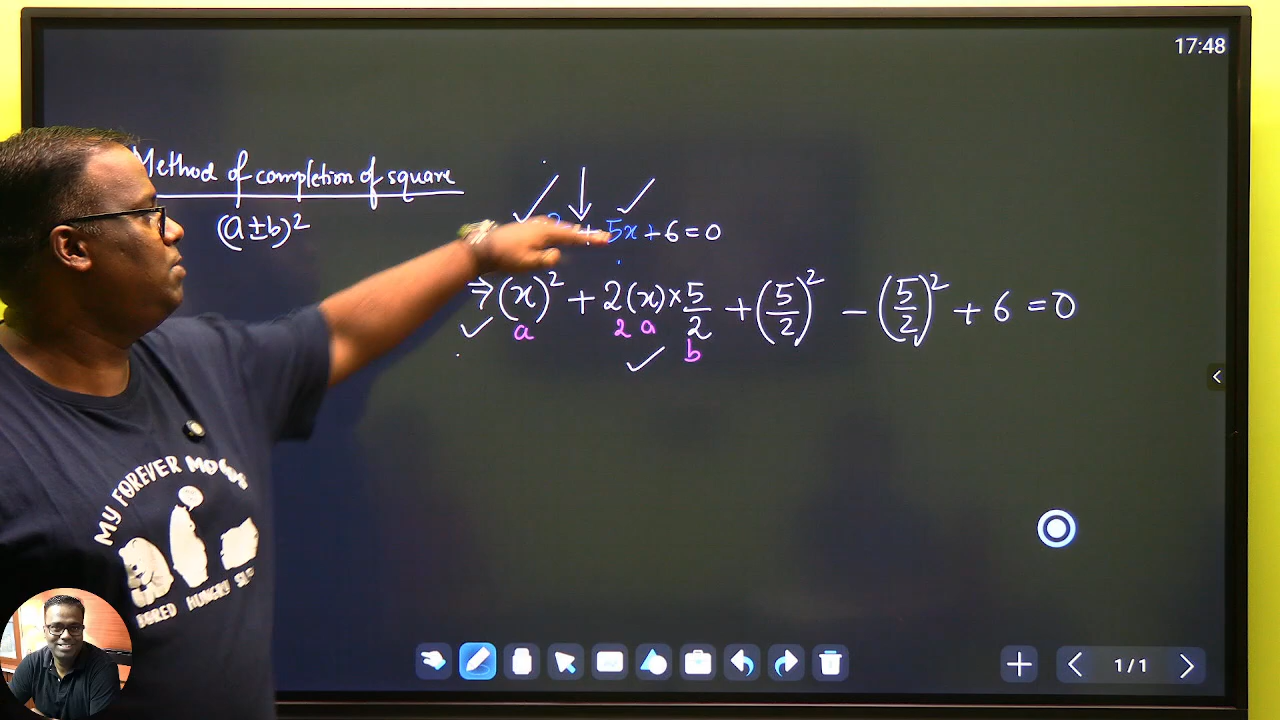 17:48
Method of completion of square
(a±b)²
+ 5x + 6 = 0
⇒ (x)² + 2(x) × 5/2 + (5/2)² − (5/2)² + 6 = 0
a 2 a b
MY FOREVER MOODS
BORED HUNGRY
1/1